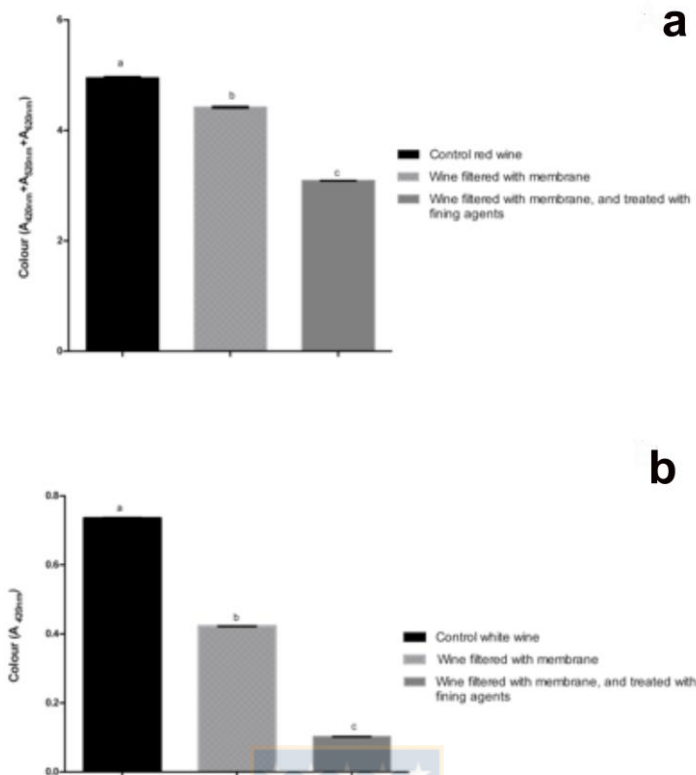 a
6
4
2
0
Colour (A420nm+A520nm+A620nm)
a
b
c
Control red wine
Wine filtered with membrane
Wine filtered with membrane, and treated with
fining agents
b
0.8
0.6
0.4
0.2
0.0
Colour (A 420nm)
a
b
c
Control white wine
Wine filtered with membrane
Wine filtered with membrane, and treated with
fining agents